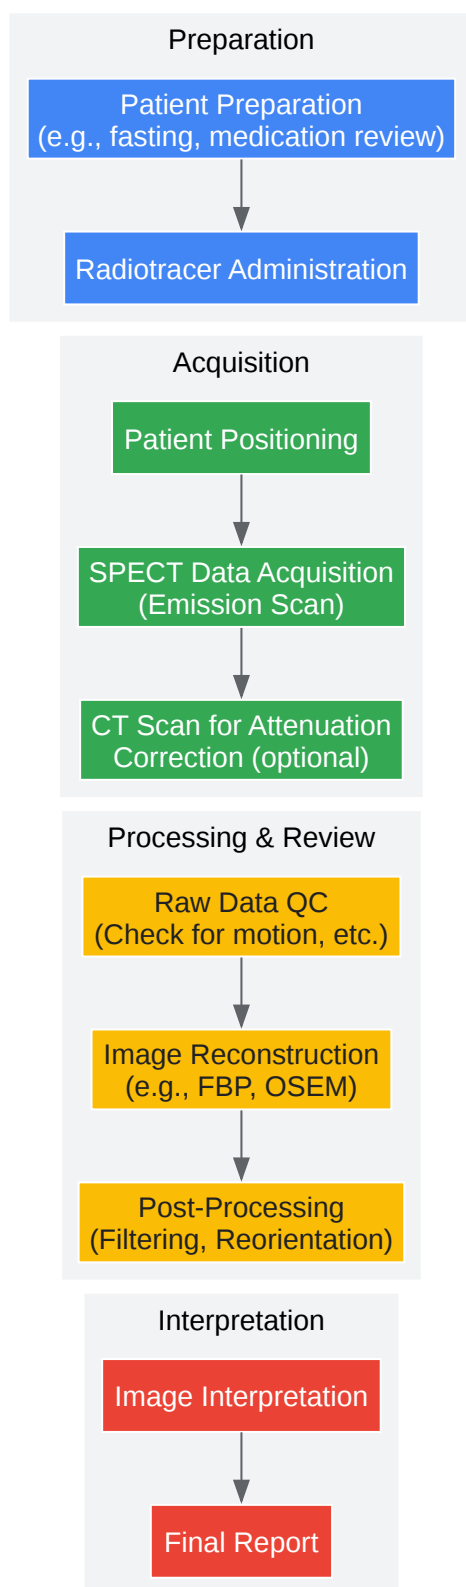 Preparation
Patient Preparation
(e.g., fasting, medication review)
Radiotracer Administration
Acquisition
Patient Positioning
SPECT Data Acquisition
(Emission Scan)
CT Scan for Attenuation
Correction (optional)
Processing & Review
Raw Data QC
(Check for motion, etc.)
Image Reconstruction
(e.g., FBP, OSEM)
Post-Processing
(Filtering, Reorientation)
Interpretation
Image Interpretation
Final Report